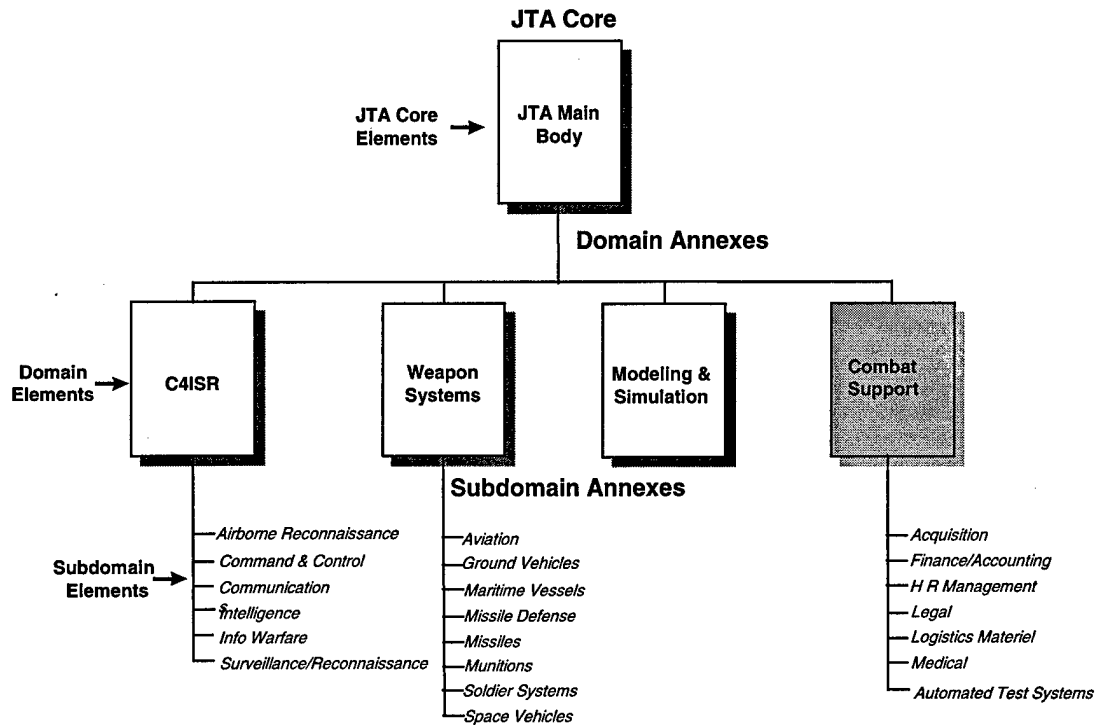 JTA Core
JTA Main
Body
JTA Core
Elements
Domain Annexes
Domain
Elements
C4ISR
Weapon
Systems
Modeling &
Simulation
Combat
Support
Subdomain Annexes
Subdomain
Elements
Airborne Reconnaissance
Command & Control
Communication
s
Intelligence
Info Warfare
Surveillance/Reconnaissance
Aviation
Ground Vehicles
Maritime Vessels
Missile Defense
Missiles
Munitions
Soldier Systems
Space Vehicles
Acquisition
Finance/Accounting
H R Management
Legal
Logistics Materiel
Medical
Automated Test Systems